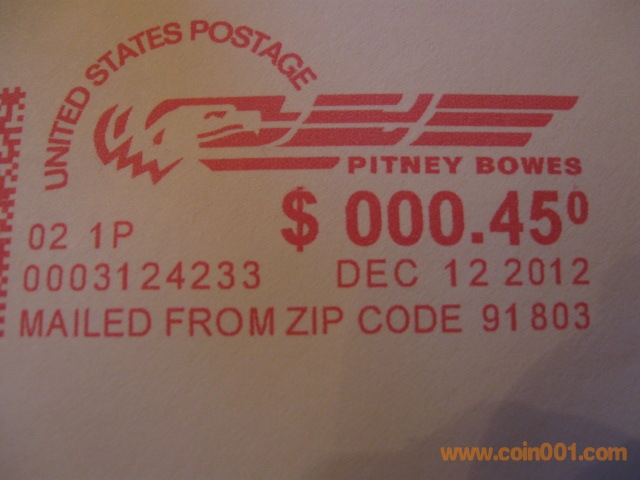 UNITED STATES POSTAGE
PITNEY BOWES
02 1P
$ 000.45⁰
0003124233
DEC 12 2012
MAILED FROM ZIP CODE 91803
www.coin001.com